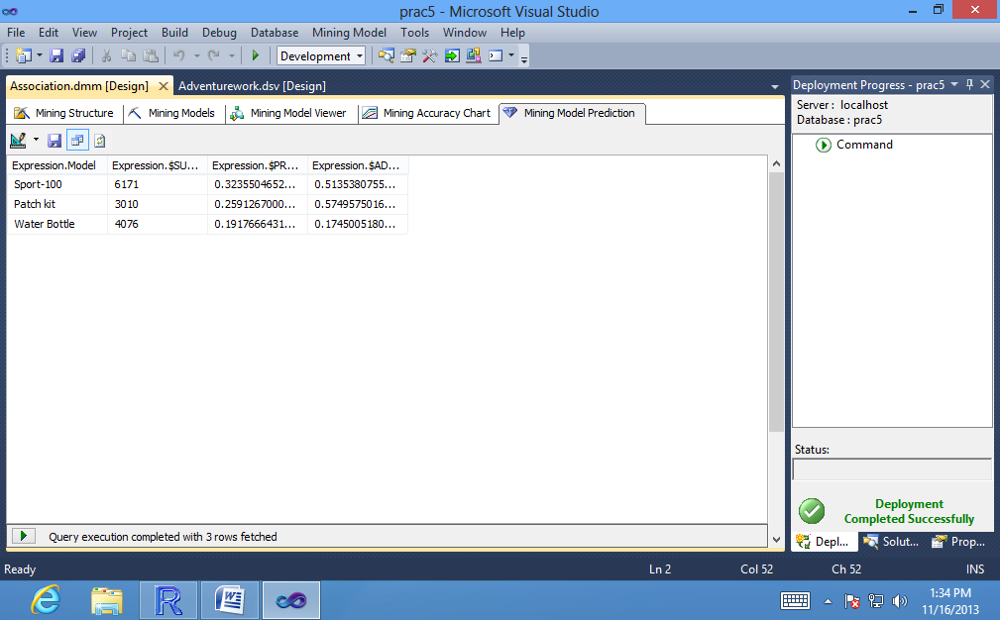 prac5 - Microsoft Visual Studio
File Edit View Project Build Debug Database Mining Model Tools Window Help
Development
Association.dmm [Design] Adventurework.dsv [Design]
Mining Structure Mining Models Mining Model Viewer Mining Accuracy Chart Mining Model Prediction
Expression.Model Expression.$SU... Expression.$PR... Expression.$AD...
Sport-100 6171 0.3235504652... 0.5135380755...
Patch kit 3010 0.2591267000... 0.5749575016...
Water Bottle 4076 0.1917666431... 0.1745005180...
Query execution completed with 3 rows fetched
Deployment Progress - prac5
Server : localhost
Database : prac5
Command
Status:
Deployment
Completed Successfully
Depl... Solut... Prop...
Ready Ln 2 Col 52 Ch 52 INS
1:34 PM
11/16/2013